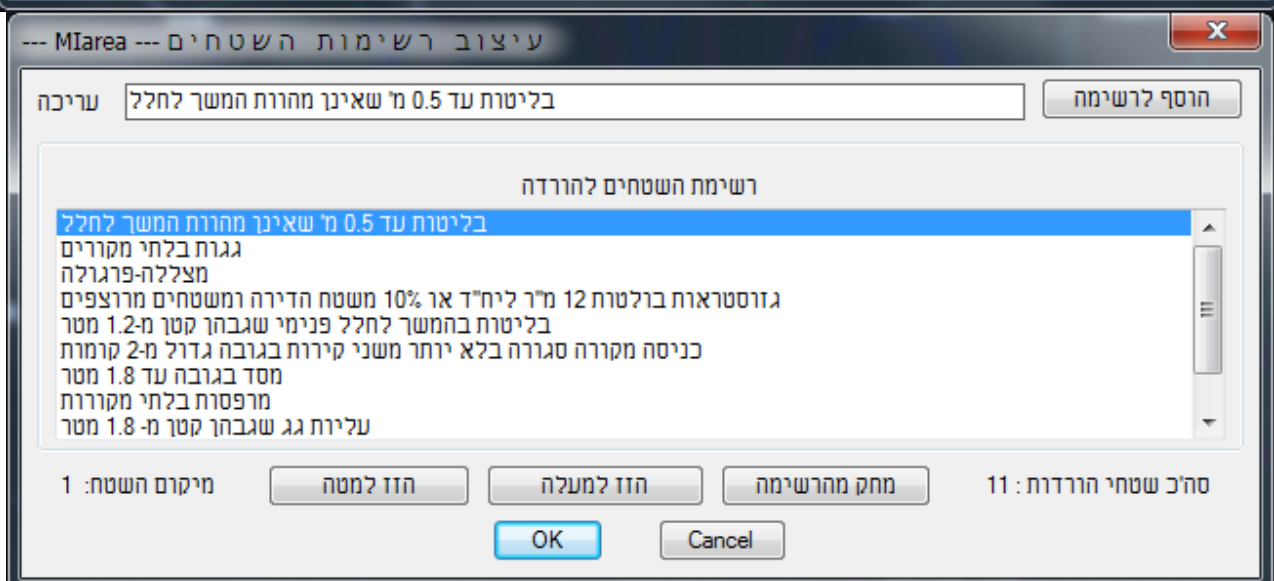 עיצוב רשימות השטחים --- MIarea ---
הוסף לרשימה
בליטות עד 0.5 מ' שאינן מהוות המשך לחלל
עריכה
רשימת השטחים להורדה
בליטות עד 0.5 מ' שאינן מהוות המשך לחלל
גגות בלתי מקורים
מצללה-פרגולה
גזוסטראות בולטות 12 מ"ר ליח"ד או 10% משטח הדירה ומשטחים מרוצפים
בליטות בהמשך לחלל פנימי שגבהן קטן מ-1.2 מטר
כניסה מקורה סגורה בלא יותר משני קירות בגובה גדול מ-2 קומות
מסד בגובה עד 1.8 מטר
מרפסות בלתי מקורות
עליות גג שגבהן קטן מ- 1.8 מטר
סה"כ שטחי הורדות : 11
מחק מהרשימה
הזז למעלה
הזז למטה
מיקום השטח: 1
OK
Cancel